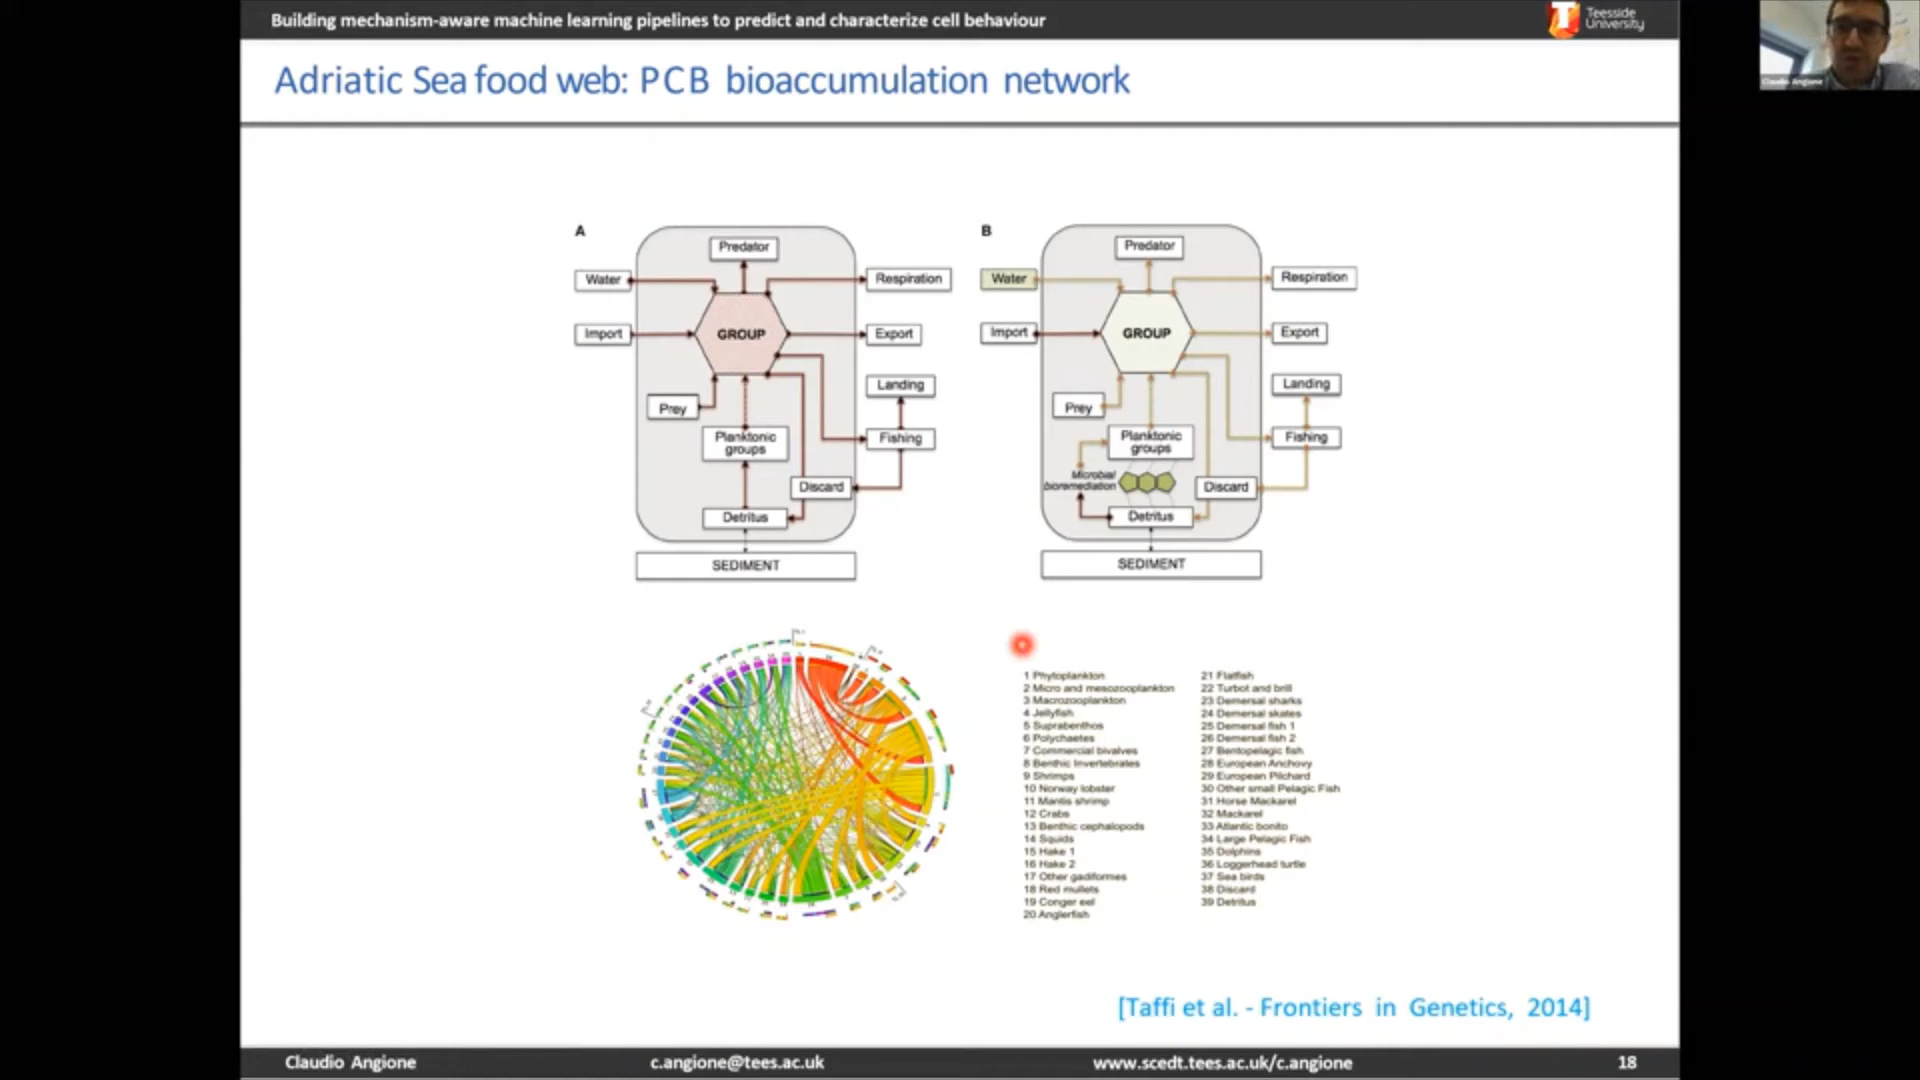 Building mechanism-aware machine learning pipelines to predict and characterize cell behaviour
Teesside
University
Claudio Angione
Adriatic Sea food web: PCB bioaccumulation network
A
Predator
Water
Respiration
Import
GROUP
Export
Landing
Prey
Planktonic
groups
Fishing
Discard
Detritus
SEDIMENT
B
Predator
Water
Respiration
Import
GROUP
Export
Landing
Prey
Planktonic
groups
Fishing
Microbial
bioremediation
Discard
Detritus
SEDIMENT
1 Phytoplankton
2 Micro and mesozooplankton
3 Macrozooplankton
4 Jellyfish
5 Suprabenthos
6 Polychaetes
7 Commercial bivalves
8 Benthic Invertebrates
9 Shrimps
10 Norway lobster
11 Mantis shrimp
12 Crabs
13 Benthic cephalopods
14 Squids
15 Hake 1
16 Hake 2
17 Other gadiformes
18 Red mullets
19 Conger eel
20 Anglerfish
21 Flatfish
22 Turbot and brill
23 Demersal sharks
24 Demersal skates
25 Demersal fish 1
26 Demersal fish 2
27 Bentopelagic fish
28 European Anchovy
29 European Pilchard
30 Other small Pelagic Fish
31 Horse Mackarel
32 Mackarel
33 Atlantic bonito
34 Large Pelagic Fish
35 Dolphins
36 Loggerhead turtle
37 Sea birds
38 Discard
39 Detritus
[Taffi et al. - Frontiers in Genetics, 2014]
Claudio Angione
c.angione@tees.ac.uk
www.scedt.tees.ac.uk/c.angione
18